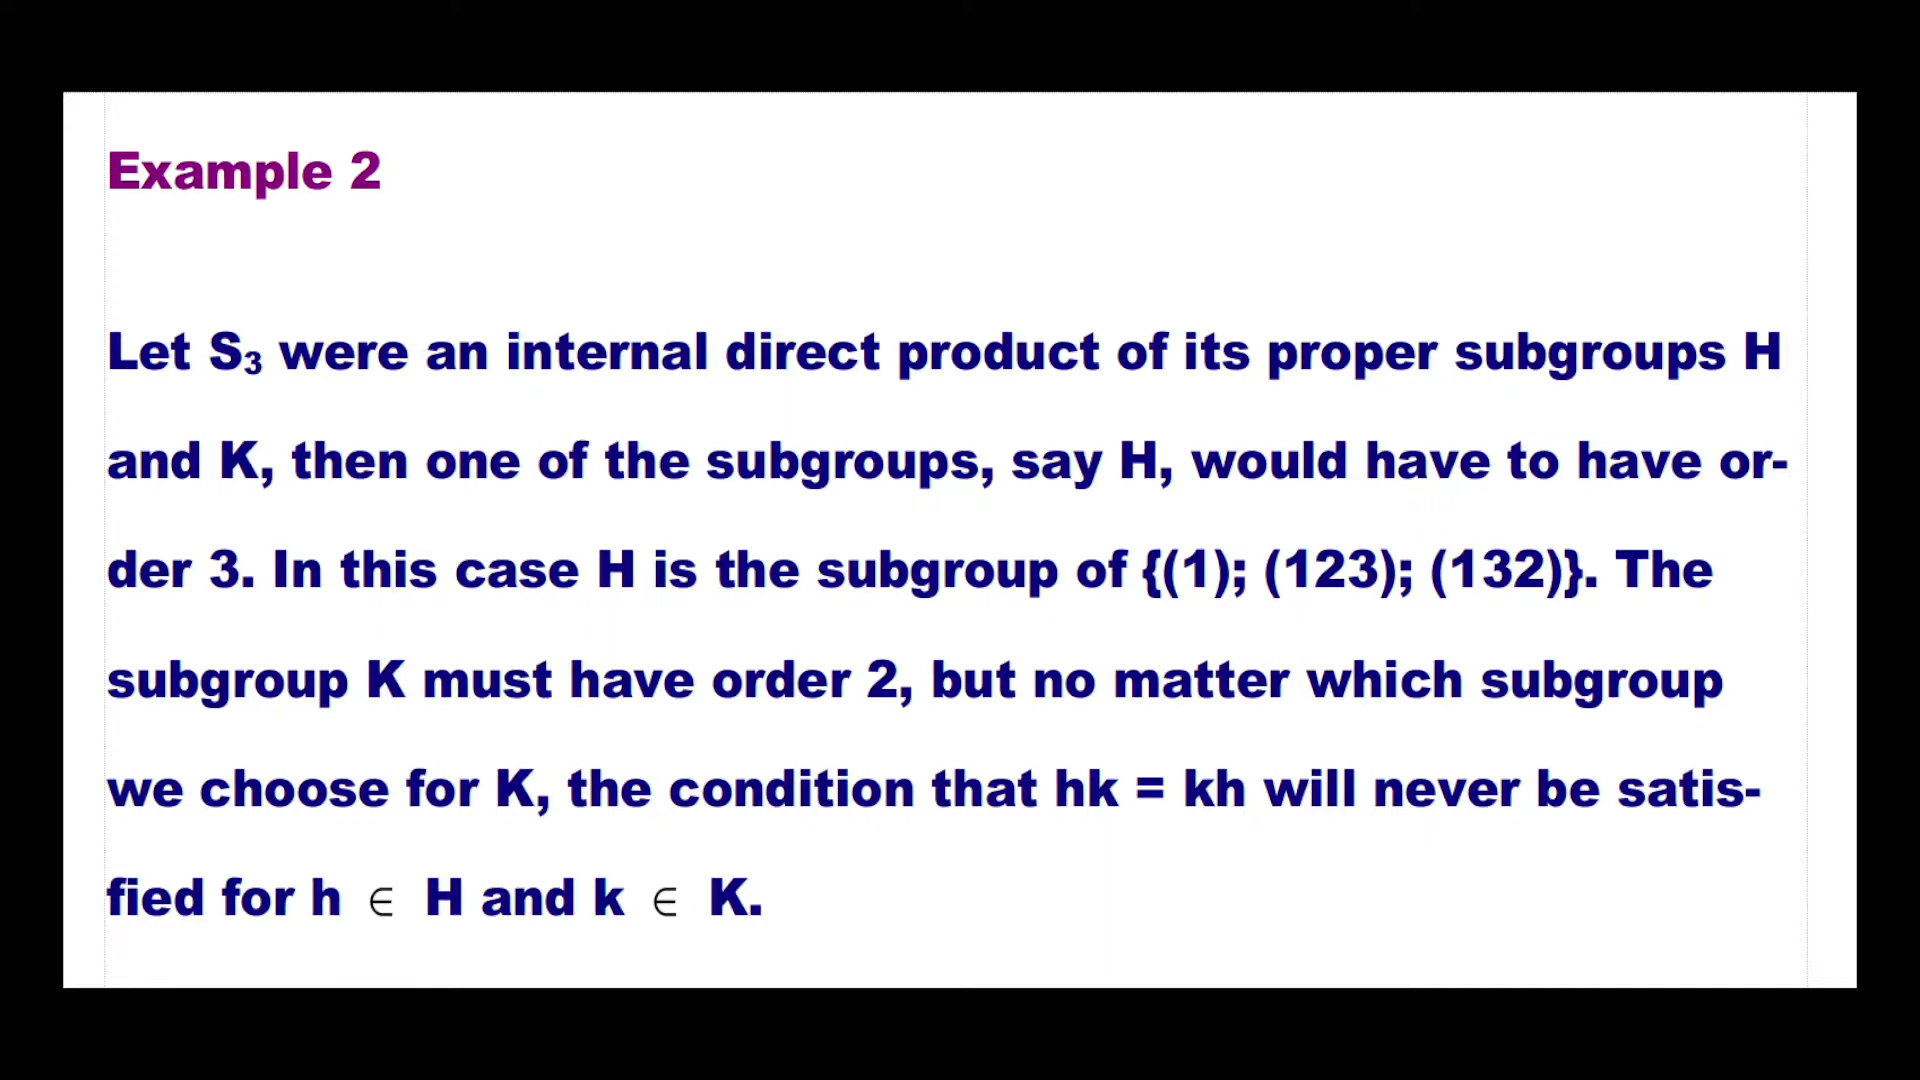 Example 2
Let S₃ were an internal direct product of its proper subgroups H
and K, then one of the subgroups, say H, would have to have or-
der 3. In this case H is the subgroup of {(1); (123); (132)}. The
subgroup K must have order 2, but no matter which subgroup
we choose for K, the condition that hk = kh will never be satis-
fied for h ∈ H and k ∈ K.